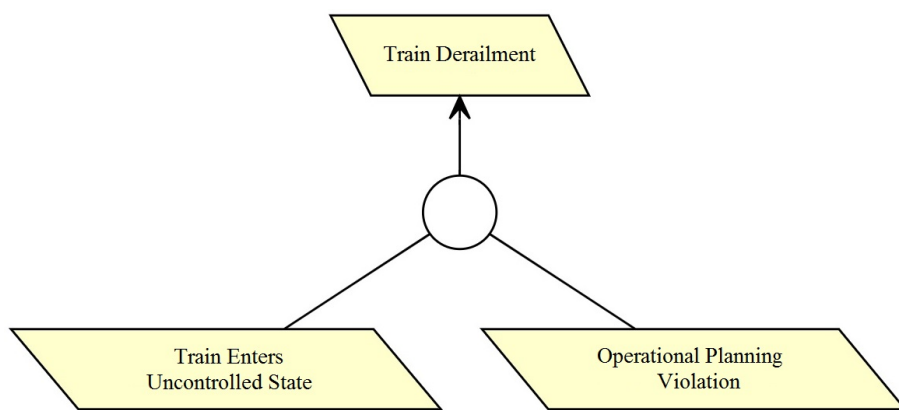 Train Derailment
Train Enters
Uncontrolled State
Operational Planning
Violation